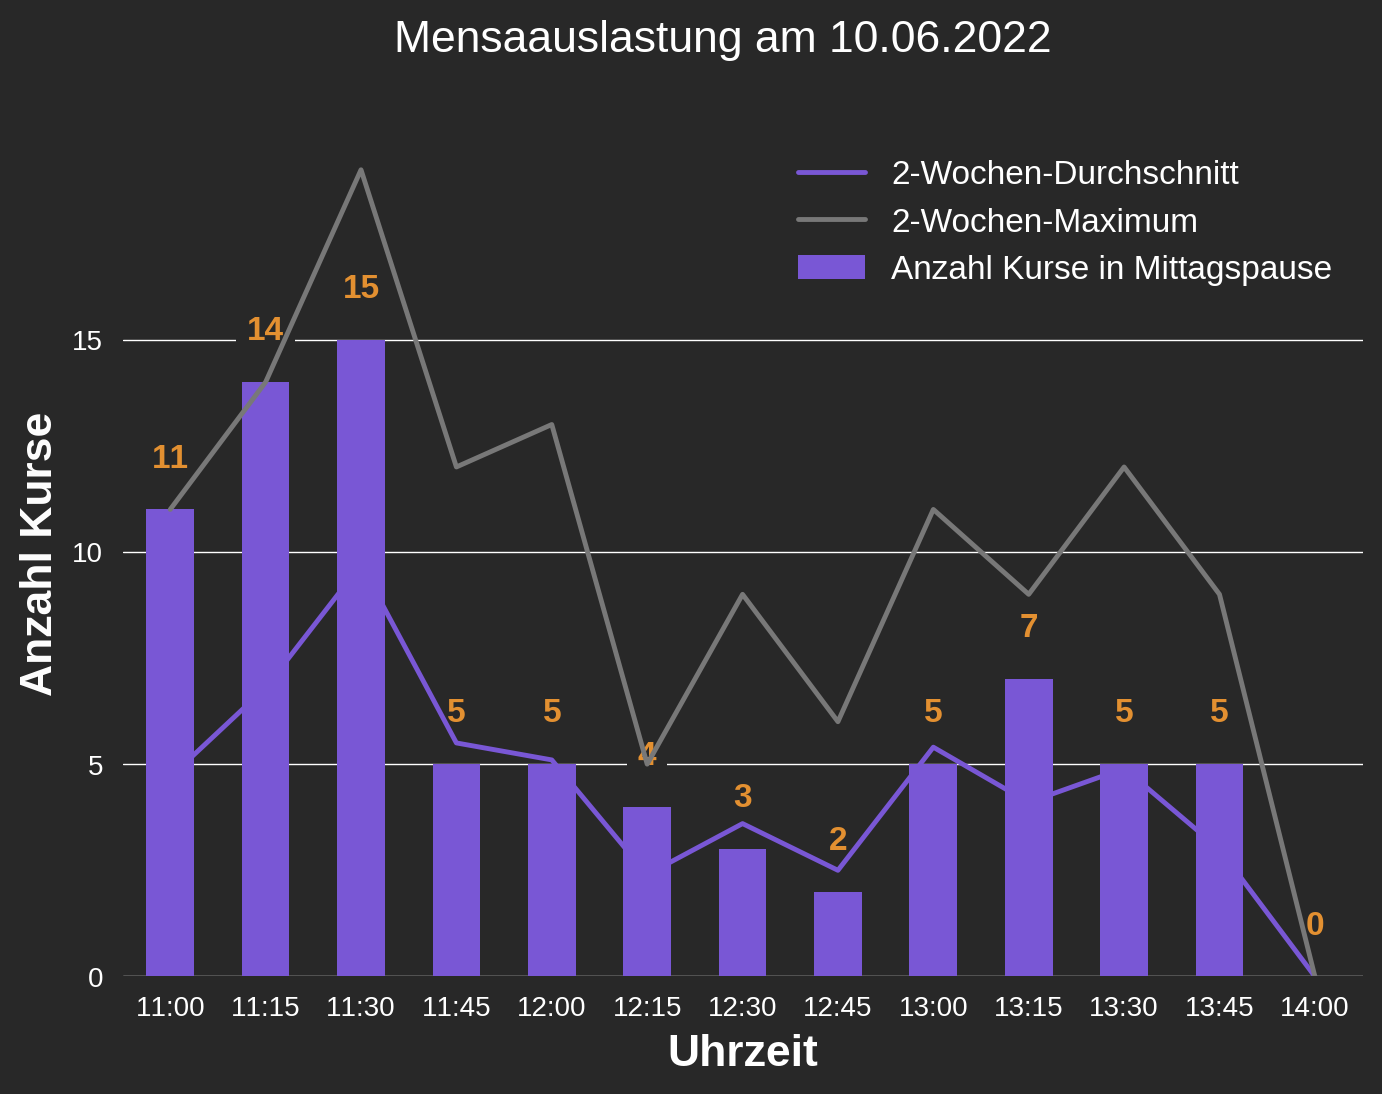 Mensaauslastung am 10.06.2022
2-Wochen-Durchschnitt
2-Wochen-Maximum
Anzahl Kurse in Mittagspause
Anzahl Kurse
15
10
5
0
11
14
15
5
5
4
3
2
5
7
5
5
0
11:00 11:15 11:30 11:45 12:00 12:15 12:30 12:45 13:00 13:15 13:30 13:45 14:00
Uhrzeit